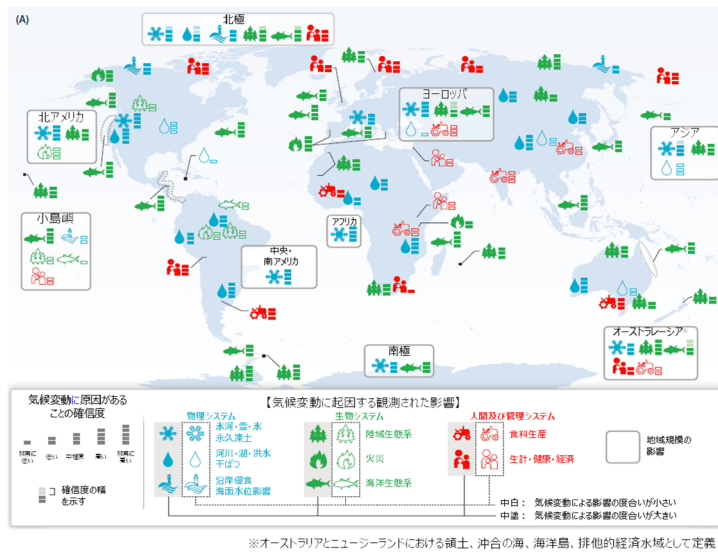 (A)
北極
北アメリカ
ヨーロッパ
アジア
小島嶼
アフリカ
中央・
南アメリカ
南極
オーストラレーシア
※
気候変動に原因がある
ことの確信度
非常に
低い
低い
中程度
高い
非常に
高い
確信度の幅
を示す
【気候変動に起因する観測された影響】
物理システム
氷河・雪・氷
永久凍土
河川・湖・洪水
干ばつ
沿岸侵食
海面水位影響
生物システム
陸域生態系
火災
海洋生態系
人間及び管理システム
食料生産
生計・健康・経済
地域規模の
影響
中白: 気候変動による影響の度合いが小さい
中塗: 気候変動による影響の度合いが大きい
※オーストラリアとニュージーランドにおける領土、沖合の海、海洋島、排他的経済水域として定義